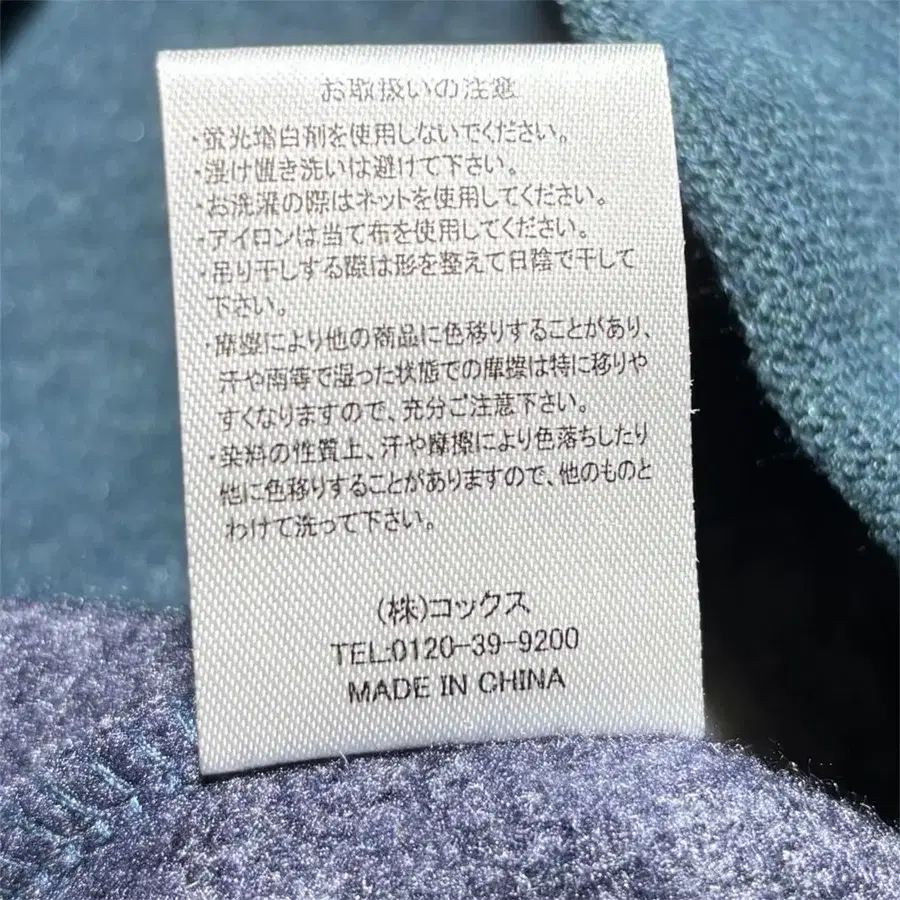 お取扱いの注意
・蛍光増白剤を使用しないでください。
・浸け置き洗いは避けて下さい。
・お洗濯の際はネットを使用してください。
・アイロンは当て布を使用してください。
・吊り干しする際は形を整えて日陰で干して
下さい。
・摩擦により他の商品に色移りすることがあり、
汗や雨等で湿った状態での摩擦は特に移りや
すくなりますので、充分ご注意下さい。
・染料の性質上、汗や摩擦により色落ちしたり
他に色移りすることがありますので、他のものと
わけて洗って下さい。
(株)コックス
TEL:0120-39-9200
MADE IN CHINA